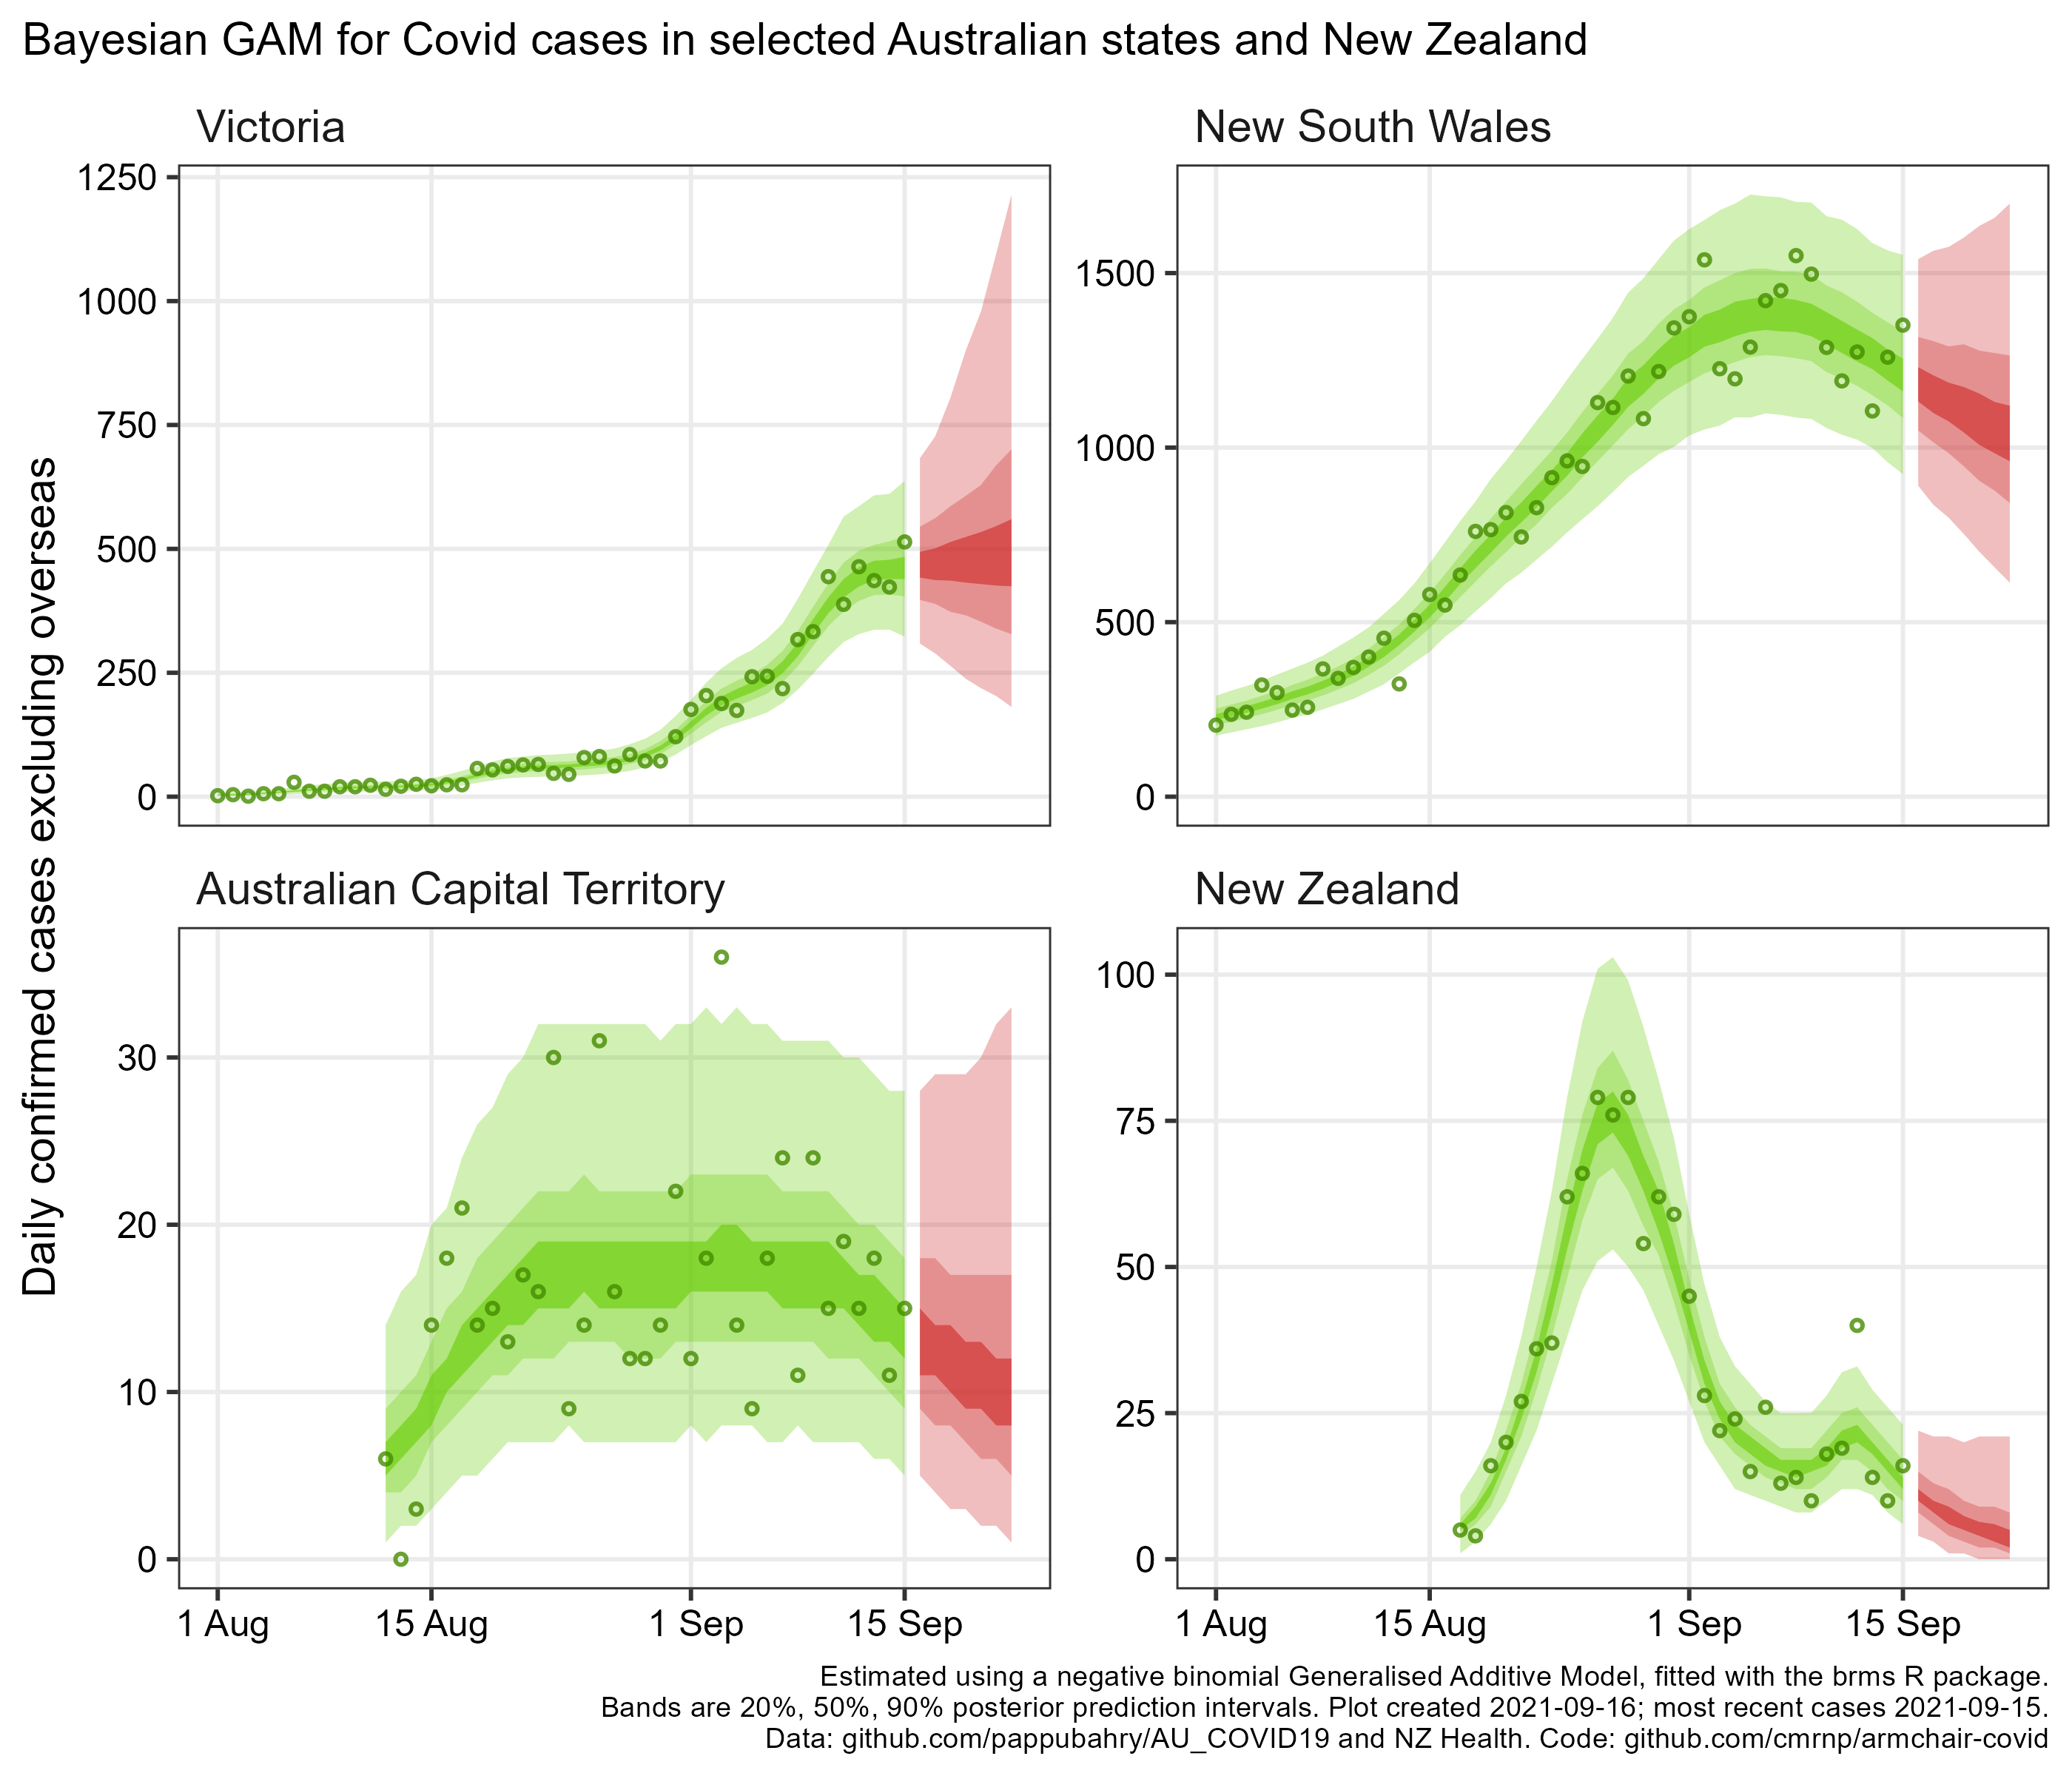 Bayesian GAM for Covid cases in selected Australian states and New Zealand
Victoria
New South Wales
1250
1000
750
500
250
0
1500
1000
500
0
Daily confirmed cases excluding overseas
Australian Capital Territory
New Zealand
30
20
10
0
100
75
50
25
0
1 Aug
15 Aug
1 Sep
15 Sep
1 Aug
15 Aug
1 Sep
15 Sep
Estimated using a negative binomial Generalised Additive Model, fitted with the brms R package.
Bands are 20%, 50%, 90% posterior prediction intervals. Plot created 2021-09-16; most recent cases 2021-09-15.
Data: github.com/pappubahry/AU_COVID19 and NZ Health. Code: github.com/cmrnp/armchair-covid